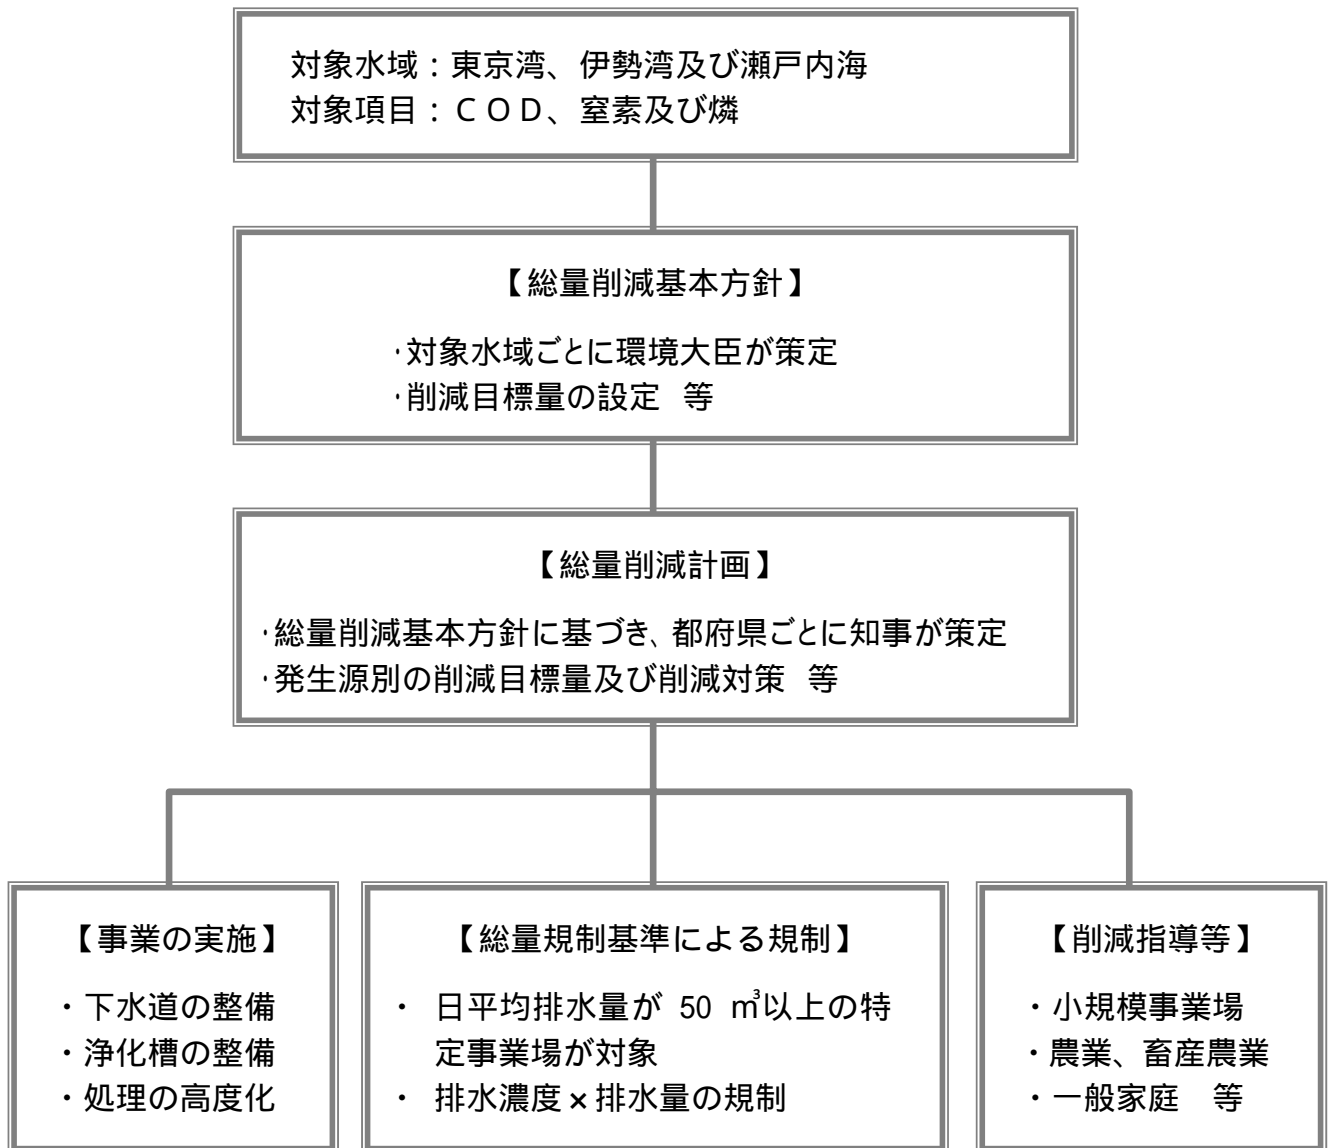 対象水域：東京湾、伊勢湾及び瀬戸内海
対象項目：ＣＯＤ、窒素及び燐
【総量削減基本方針】
・対象水域ごとに環境大臣が策定
・削減目標量の設定　等
【総量削減計画】
・総量削減基本方針に基づき、都府県ごとに知事が策定
・発生源別の削減目標量及び削減対策　等
【事業の実施】
・下水道の整備
・浄化槽の整備
・処理の高度化
【総量規制基準による規制】
・ 日平均排水量が 50 ㎥以上の特
定事業場が対象
・ 排水濃度×排水量の規制
【削減指導等】
・小規模事業場
・農業、畜産農業
・一般家庭　等